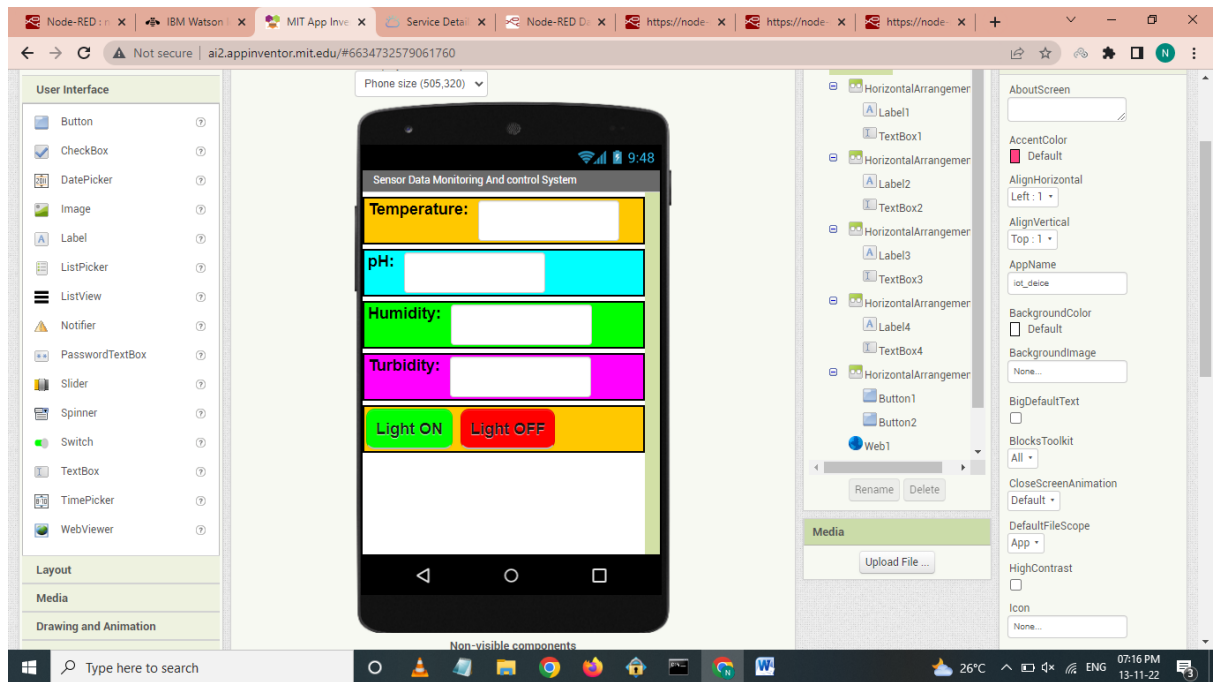 Node-RED : n
IBM Watson
MIT App Inve
Service Detail
Node-RED Da
https://node-
https://node-
https://node-
Not secure | ai2.appinventor.mit.edu/#6634732579061760
N
User Interface
Button
CheckBox
DatePicker
Image
Label
ListPicker
ListView
Notifier
PasswordTextBox
Slider
Spinner
Switch
TextBox
TimePicker
WebViewer
Layout
Media
Drawing and Animation
Phone size (505,320)
9:48
Sensor Data Monitoring And control System
Temperature:
pH:
Humidity:
Turbidity:
Light ON
Light OFF
Non-visible components
HorizontalArrangemer
Label1
TextBox1
HorizontalArrangemer
Label2
TextBox2
HorizontalArrangemer
Label3
TextBox3
HorizontalArrangemer
Label4
TextBox4
HorizontalArrangemer
Button1
Button2
Web1
Rename
Delete
Media
Upload File ...
AboutScreen
AccentColor
Default
AlignHorizontal
Left : 1
AlignVertical
Top : 1
AppName
iot_deice
BackgroundColor
Default
BackgroundImage
None...
BigDefaultText
BlocksToolkit
All
CloseScreenAnimation
Default
DefaultFileScope
App
HighContrast
Icon
None...
Type here to search
26°C
ENG
07:16 PM
13-11-22
3